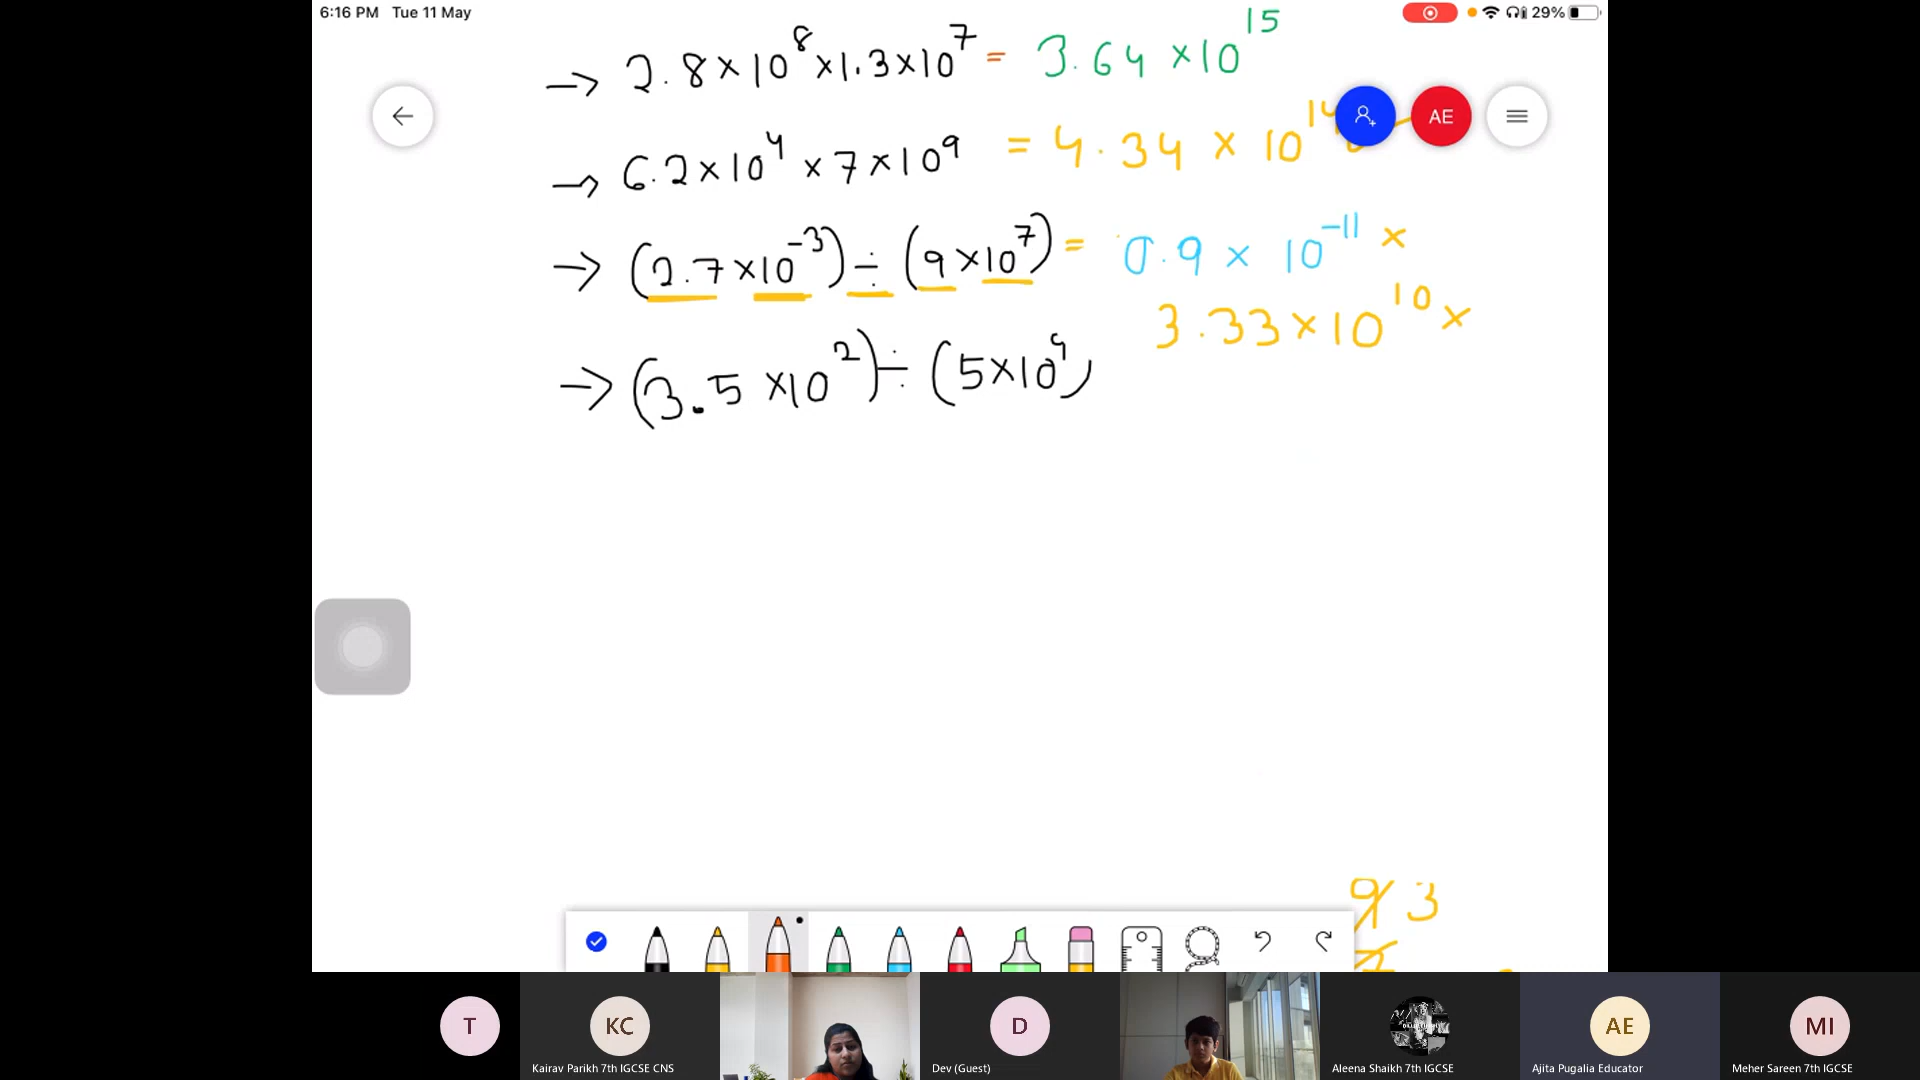 6:16 PM Tue 11 May 29%
→ 2.8×10⁸×1.3×10⁷ = 3.64×10¹⁵
AE
→ 6.2×10⁴×7×10⁹ = 4.34×10¹⁴
→ (2.7×10⁻³)÷(9×10⁷) = 0.9×10⁻¹¹ ×
3.33×10¹⁰ ×
→ (3.5×10²)÷(5×10⁹)
9 3
T
KC
D
AE
MI
Kairav Parikh 7th IGCSE CNS
Dev (Guest)
Aleena Shaikh 7th IGCSE
Ajita Pugalia Educator
Meher Sareen 7th IGCSE